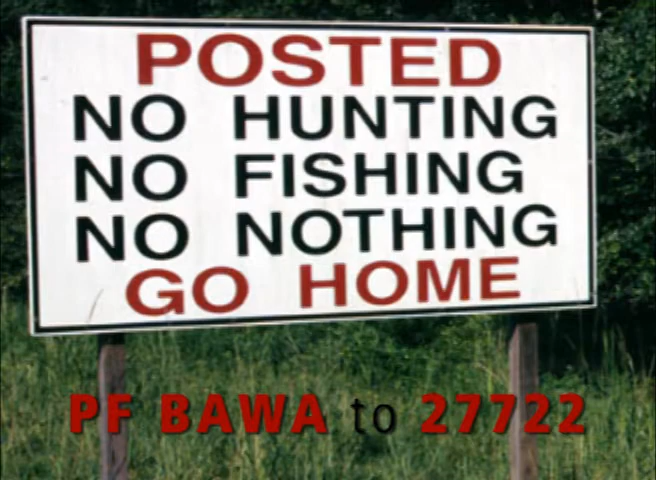 POSTED
NO HUNTING
NO FISHING
NO NOTHING
GO HOME
PF BAWA to 27722